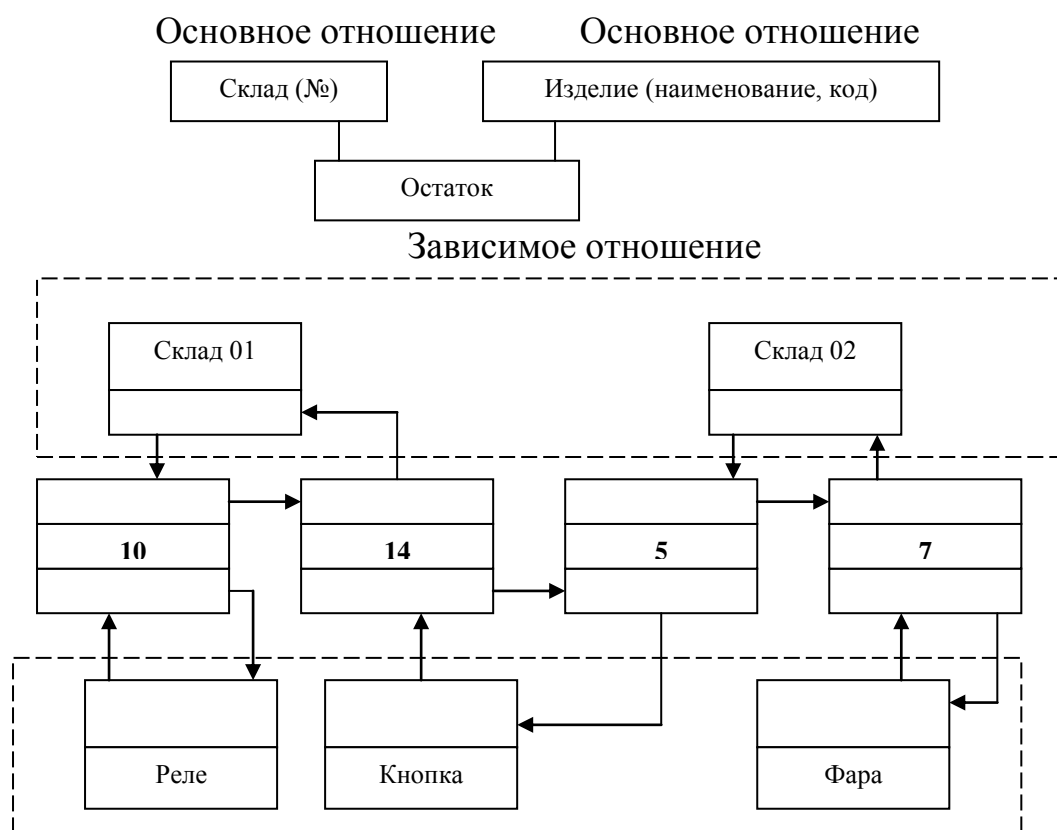 Основное отношение Основное отношение
Склад (№) Изделие (наименование, код)
Остаток
Зависимое отношение
Склад 01 Склад 02
10 14 5 7
Реле Кнопка Фара